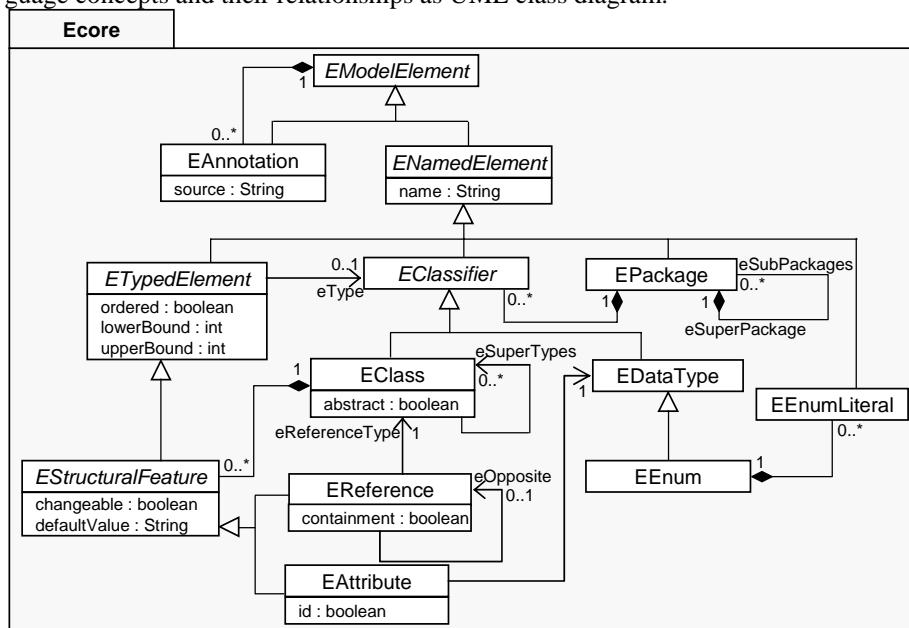 guage concepts and their relationships as UML class diagram.
Ecore
EModelElement
1
0..*
EAnnotation
source : String
ENamedElement
name : String
ETypedElement
ordered : boolean
lowerBound : int
upperBound : int
0..1
eType
EClassifier
0..*
EPackage
1
1
eSubPackages
0..*
eSuperPackage
eSuperTypes
0..*
1
EClass
abstract : boolean
eReferenceType
1
EDataType
1
EEnumLiteral
0..*
EStructuralFeature
changeable : boolean
defaultValue : String
0..*
EReference
containment : boolean
eOpposite
0..1
EEnum
1
EAttribute
id : boolean